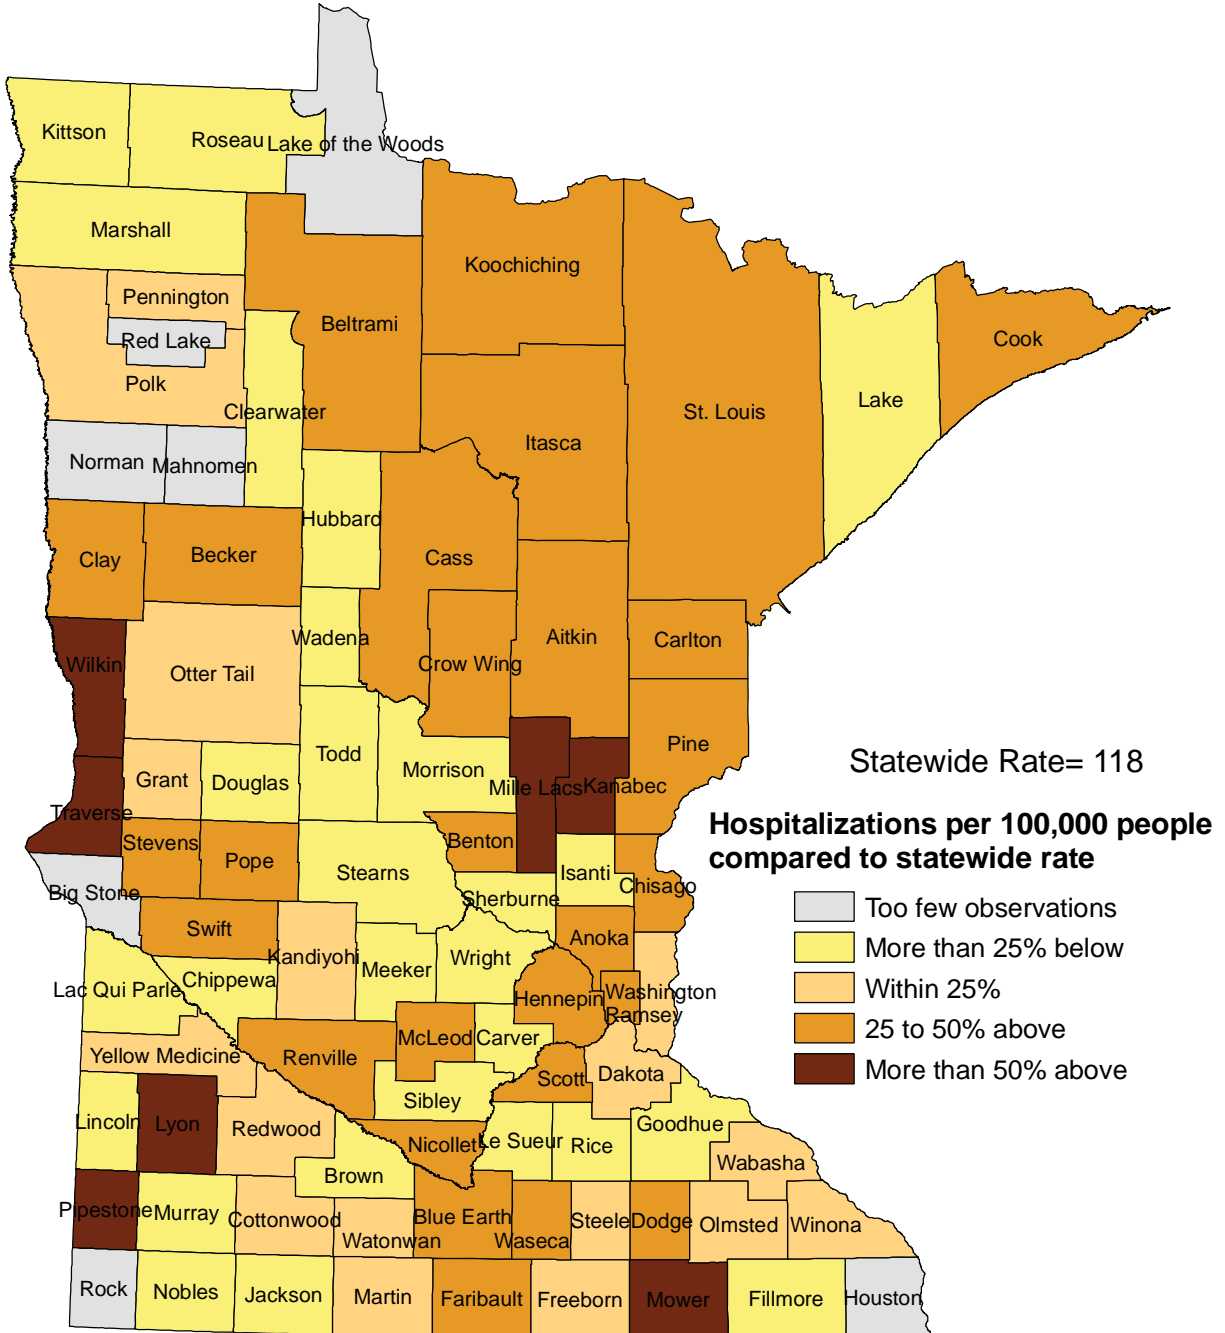 Kittson
Roseau
Lake of the Woods
Marshall
Koochiching
Pennington
Beltrami
Red Lake
Cook
Polk
Lake
Clearwater
St. Louis
Itasca
Norman
Mahnomen
Hubbard
Becker
Cass
Clay
Wadena
Aitkin
Carlton
Wilkin
Crow Wing
Otter Tail
Pine
Todd
Statewide Rate= 118
Morrison
Grant
Douglas
Mille Lacs
Kanabec
Traverse
Hospitalizations per 100,000 people
compared to statewide rate
Stevens
Benton
Pope
Stearns
Isanti
Chisago
Big Stone
Sherburne
Too few observations
Swift
Anoka
More than 25% below
Kandiyohi
Wright
Meeker
Chippewa
Lac Qui Parle
Washington
Within 25%
Hennepin
Ramsey
25 to 50% above
McLeod
Carver
Yellow Medicine
Renville
More than 50% above
Dakota
Scott
Sibley
Lincoln
Lyon
Redwood
Goodhue
Nicollet
Le Sueur
Rice
Wabasha
Brown
Pipestone
Murray
Cottonwood
Watonwan
Blue Earth
Waseca
Steele
Dodge
Olmsted
Winona
Rock
Nobles
Jackson
Martin
Faribault
Freeborn
Mower
Fillmore
Houston